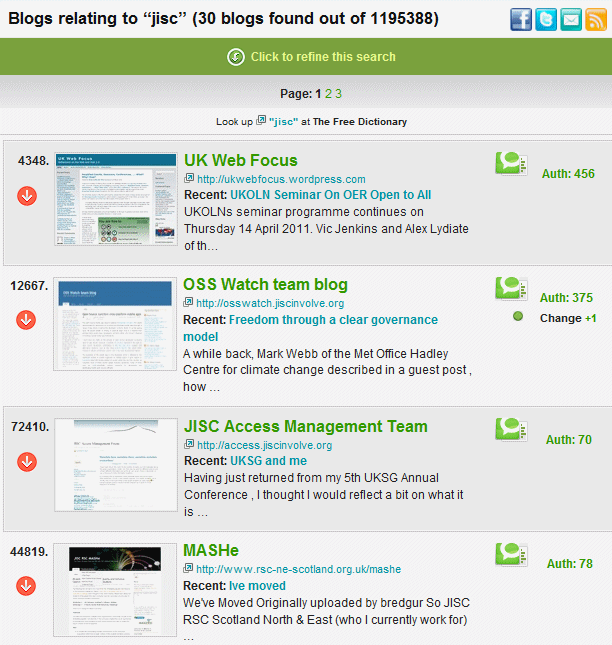 Blogs relating to “jisc” (30 blogs found out of 1195388)
Click to refine this search
Page: 1 2 3
Look up "jisc" at The Free Dictionary
4348.
UK Web Focus
Auth: 456
http://ukwebfocus.wordpress.com
Recent: UKOLN Seminar On OER Open to All
UKOLNs seminar programme continues on
Thursday 14 April 2011. Vic Jenkins and Alex Lydiate
of th…
12667.
OSS Watch team blog
Auth: 375
http://osswatch.jiscinvolve.org
Change +1
Recent: Freedom through a clear governance
model
A while back, Mark Webb of the Met Office Hadley
Centre for climate change described in a guest post ,
how …
72410.
JISC Access Management Team
Auth: 70
http://access.jiscinvolve.org
Recent: UKSG and me
Having just returned from my 5th UKSG Annual
Conference , I thought I would reflect a bit on what it
is …
44819.
MASHe
Auth: 78
http://www.rsc-ne-scotland.org.uk/mashe
Recent: Ive moved
We've Moved Originally uploaded by bredgur So JISC
RSC Scotland North & East (who I currently work for)
…